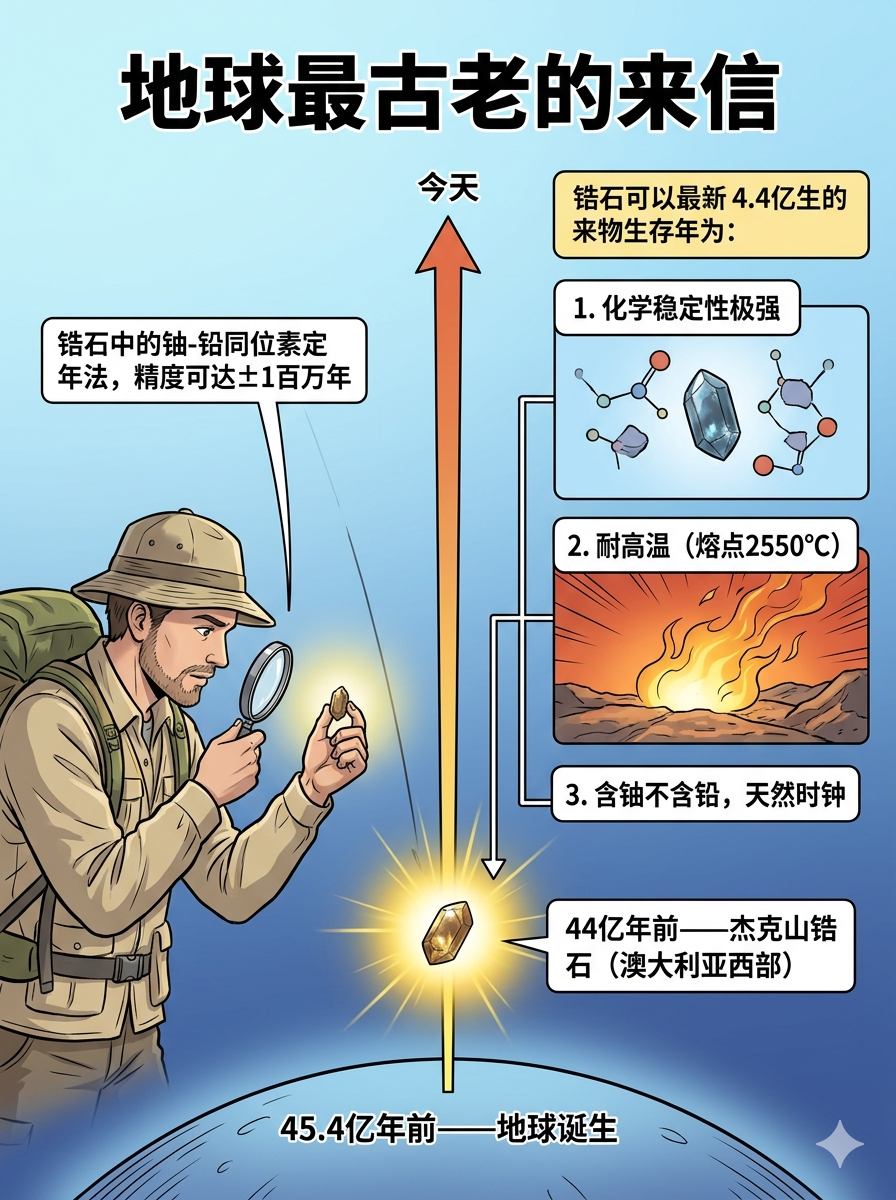 地球最古老的来信
今天
锆石可以最新 4.4亿生的
来物生存年为：
1. 化学稳定性极强
锆石中的铀-铅同位素定
年法，精度可达±1百万年
2. 耐高温（熔点2550℃）
3. 含铀不含铅，天然时钟
44亿年前——杰克山锆
石（澳大利亚西部）
45.4亿年前——地球诞生